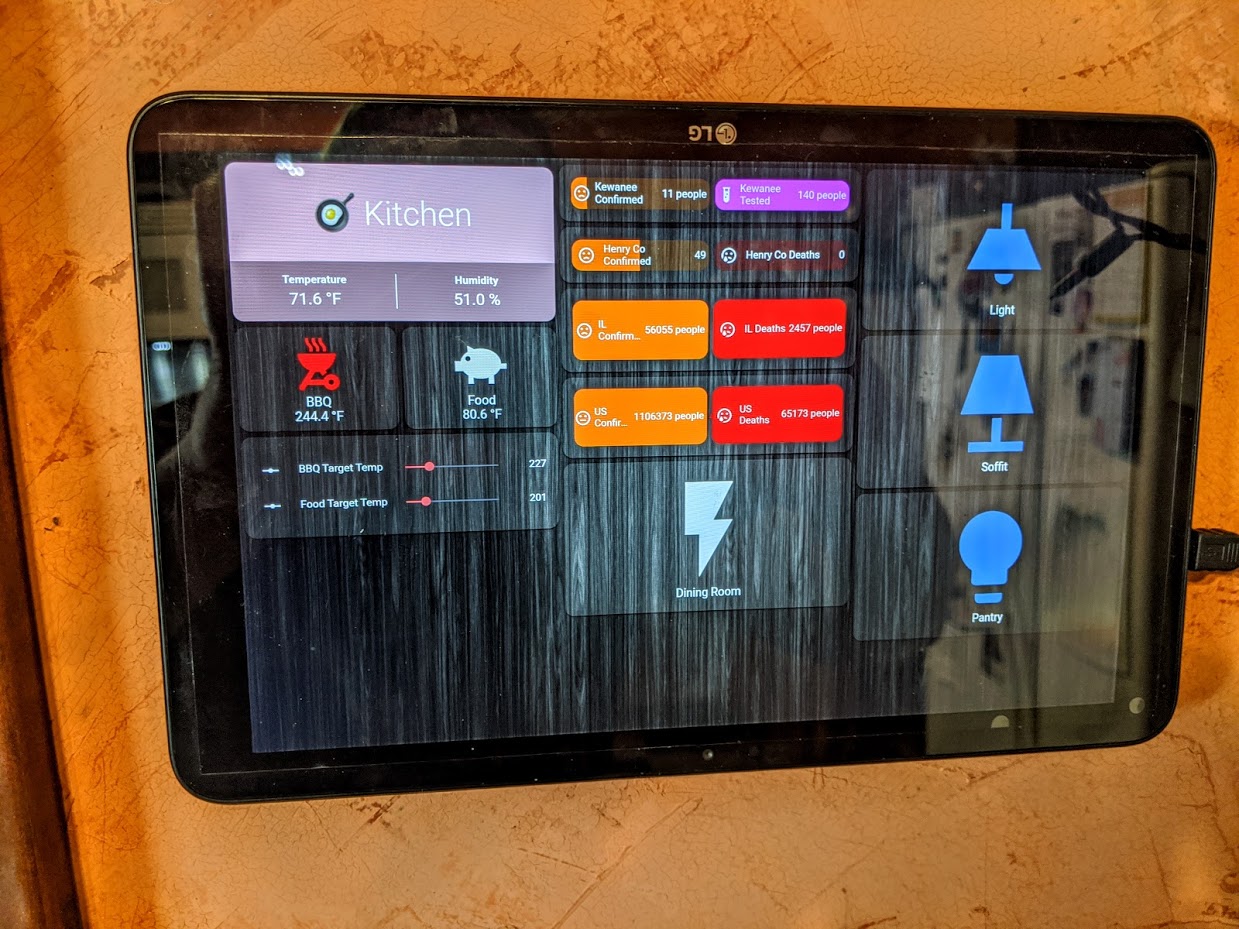 LG
Kitchen
Temperature
71.6 °F
Humidity
51.0 %
BBQ
244.4 °F
Food
80.6 °F
BBQ Target Temp 227
Food Target Temp 201
Kewanee
Confirmed
11 people
Kewanee
Tested
140 people
Henry Co
Confirmed
49
Henry Co Deaths 0
IL
Confirm...
56055 people
IL Deaths 2457 people
US
Confir...
1106373 people
US
Deaths
65173 people
Dining Room
Light
Soffit
Pantry